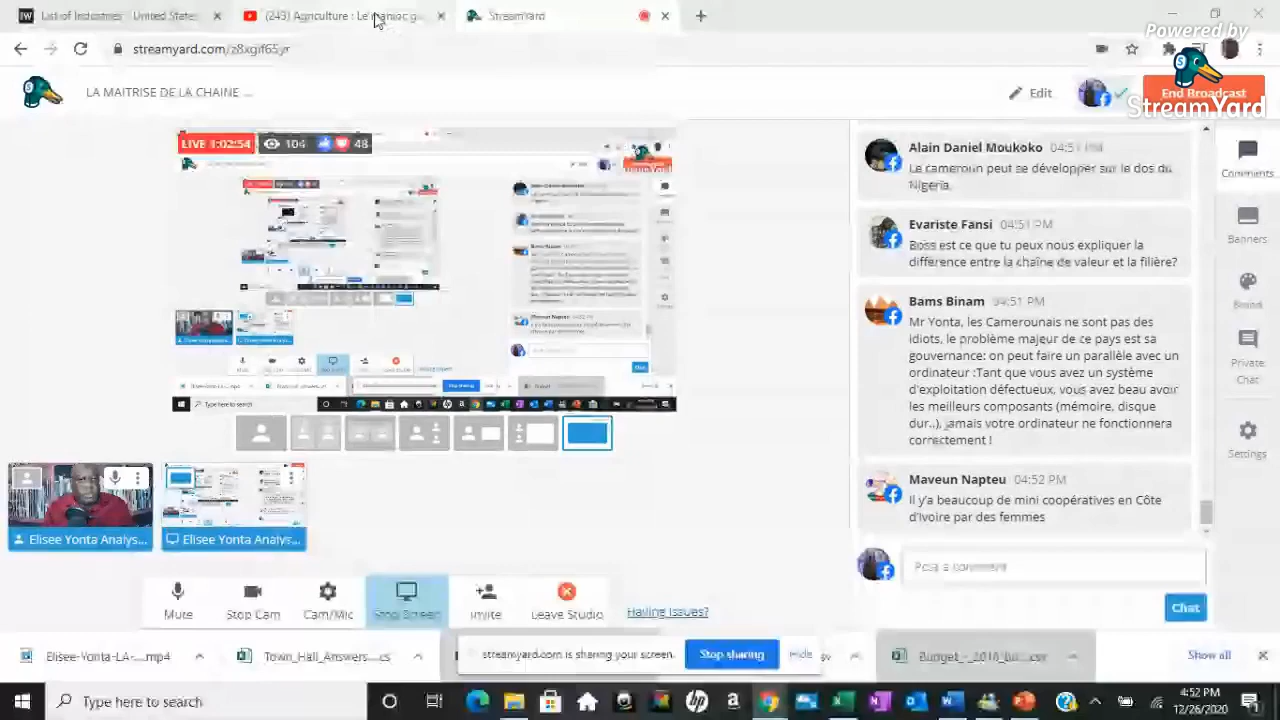 List of Industries - United States
(243) Agriculture : Le manioc g
StreamYard
streamyard.com/z8xgif65yr
Powered by
StreamYard
LA MAITRISE DE LA CHAINE
Edit
End Broadcast
LIVE 1:02:54
104
48
Alain Daniel Moukoko
Le cameroun peut se développer sur le dos du
Nigeria
Evariste Fansi 04:51 PM
Boss est ce que tu peux nous expliquer la
différence entre la chaîne de valeur et la filière?
Bams Binam 04:51 PM
Mr Yonta, les Camerounais ne sont pas des
idiots, le problème majeur de ce pays est sa
gouvernance: on peut faire un parallèle avec un
ordinateur :Tant que vous avez un système
d'exploitation défectueux, vous avez beau avoir
les meilleurs composants (mémoire, disque
dur..), jamais votre ordinateur ne fonctionnera
correctement !
Naveun Napteu 04:52 PM
Il y a beaucoup de mini coopératives en Côte
d'ivoire par des femmes
Post a comment
Chat
Comments
Banners
Brand
Private
Chat
Settings
Type here to search
Stop sharing
Elisee Yonta Analys...
Elisee Yonta Analys...
Mute
Stop Cam
Cam/Mic
Stop Screen
Invite
Leave Studio
Having issues?
Elisee-Yonta-LA-....mp4
streamyard.com is sharing your screen.
Stop sharing
Hide
Show all
Type here to search
4:52 PM
12/26/2020